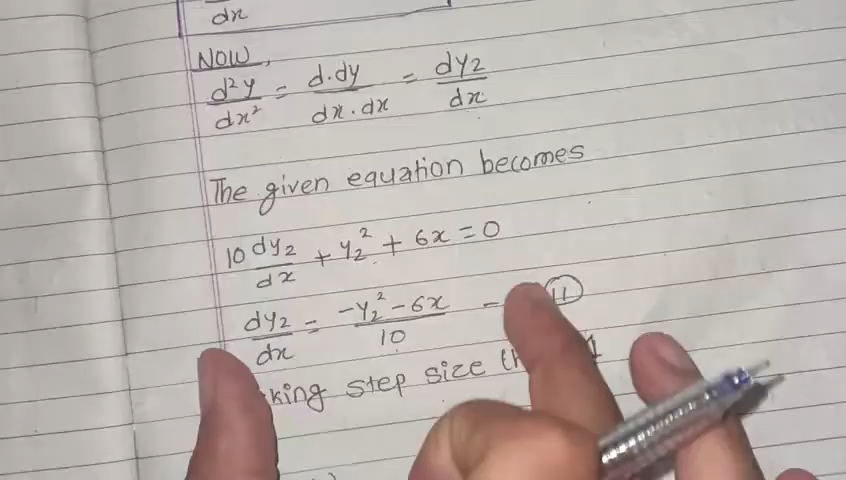 dx
NOW,
d²y/dx² = d.dy/dx.dx = dy₂/dx
The given equation becomes
10 dy₂/dx + y₂² + 6x = 0
dy₂/dx = -y₂² - 6x/10 - (11)
step size